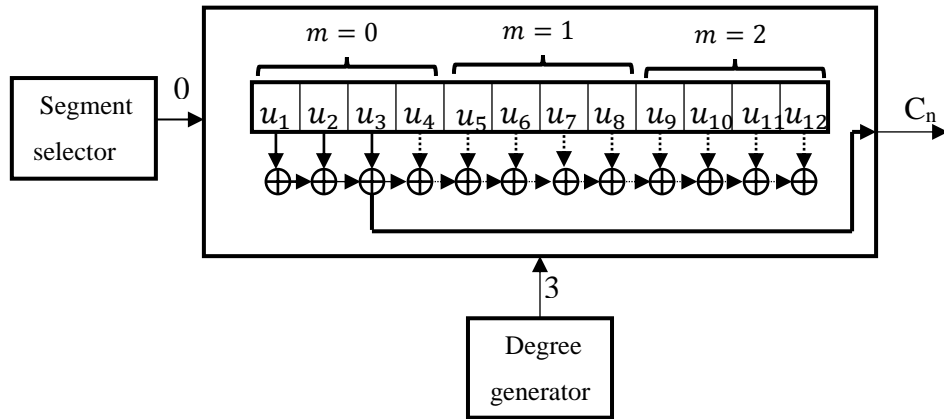 m = 0
m = 1
m = 2
Segment
selector
0
u₁ u₂ u₃ u₄ u₅ u₆ u₇ u₈ u₉ u₁₀ u₁₁ u₁₂
Cₙ
3
Degree
generator